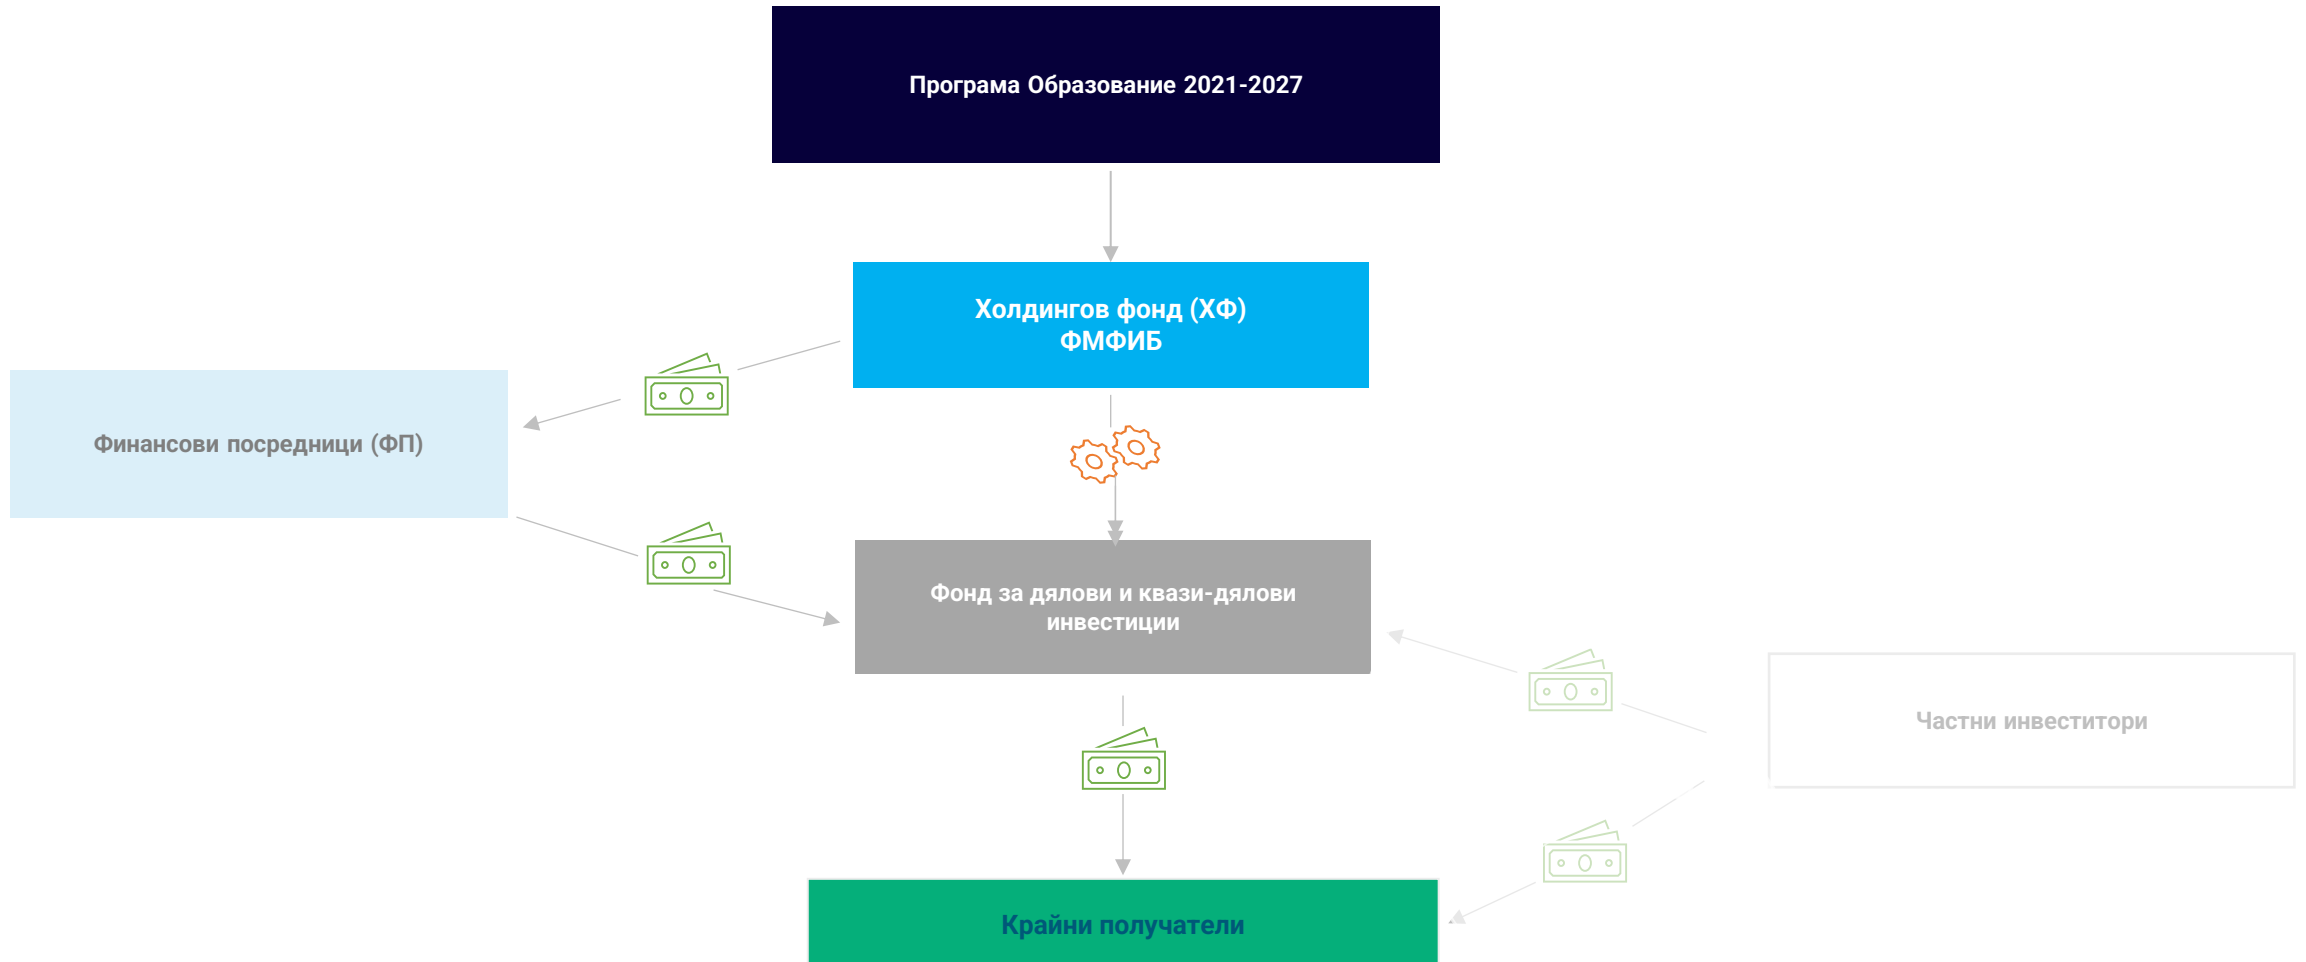 Програма Образование 2021-2027
Холдингов фонд (ХФ)
ФМФИБ
Финансови посредници (ФП)
Фонд за дялови и квази-дялови
инвестиции
Частни инвеститори
Крайни получатели